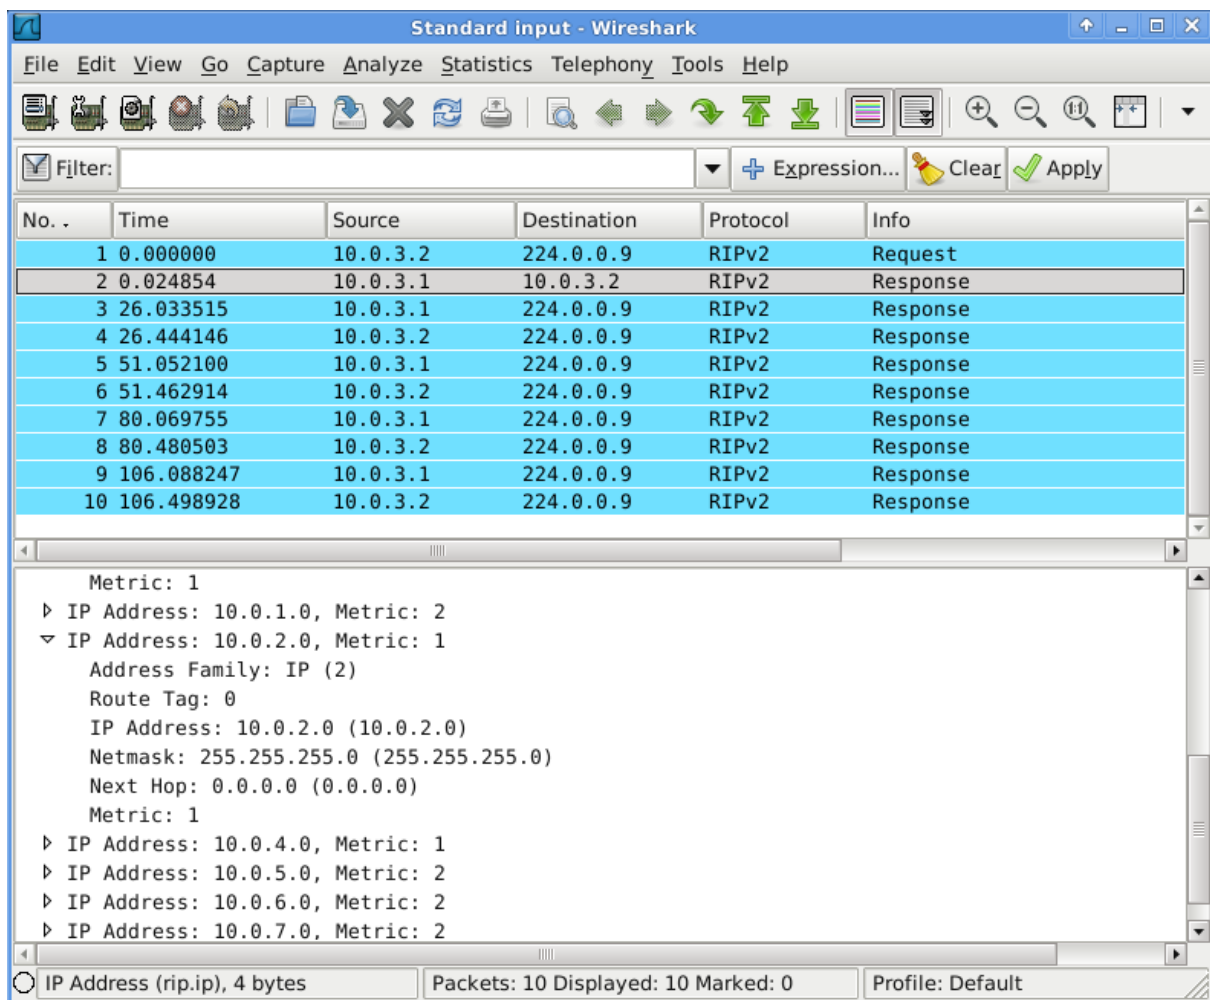 Standard input - Wireshark
File Edit View Go Capture Analyze Statistics Telephony Tools Help
Filter: Expression... Clear Apply
No. . Time Source Destination Protocol Info
1 0.000000 10.0.3.2 224.0.0.9 RIPv2 Request
2 0.024854 10.0.3.1 10.0.3.2 RIPv2 Response
3 26.033515 10.0.3.1 224.0.0.9 RIPv2 Response
4 26.444146 10.0.3.2 224.0.0.9 RIPv2 Response
5 51.052100 10.0.3.1 224.0.0.9 RIPv2 Response
6 51.462914 10.0.3.2 224.0.0.9 RIPv2 Response
7 80.069755 10.0.3.1 224.0.0.9 RIPv2 Response
8 80.480503 10.0.3.2 224.0.0.9 RIPv2 Response
9 106.088247 10.0.3.1 224.0.0.9 RIPv2 Response
10 106.498928 10.0.3.2 224.0.0.9 RIPv2 Response
Metric: 1
IP Address: 10.0.1.0, Metric: 2
IP Address: 10.0.2.0, Metric: 1
Address Family: IP (2)
Route Tag: 0
IP Address: 10.0.2.0 (10.0.2.0)
Netmask: 255.255.255.0 (255.255.255.0)
Next Hop: 0.0.0.0 (0.0.0.0)
Metric: 1
IP Address: 10.0.4.0, Metric: 1
IP Address: 10.0.5.0, Metric: 2
IP Address: 10.0.6.0, Metric: 2
IP Address: 10.0.7.0, Metric: 2
IP Address (rip.ip), 4 bytes Packets: 10 Displayed: 10 Marked: 0 Profile: Default